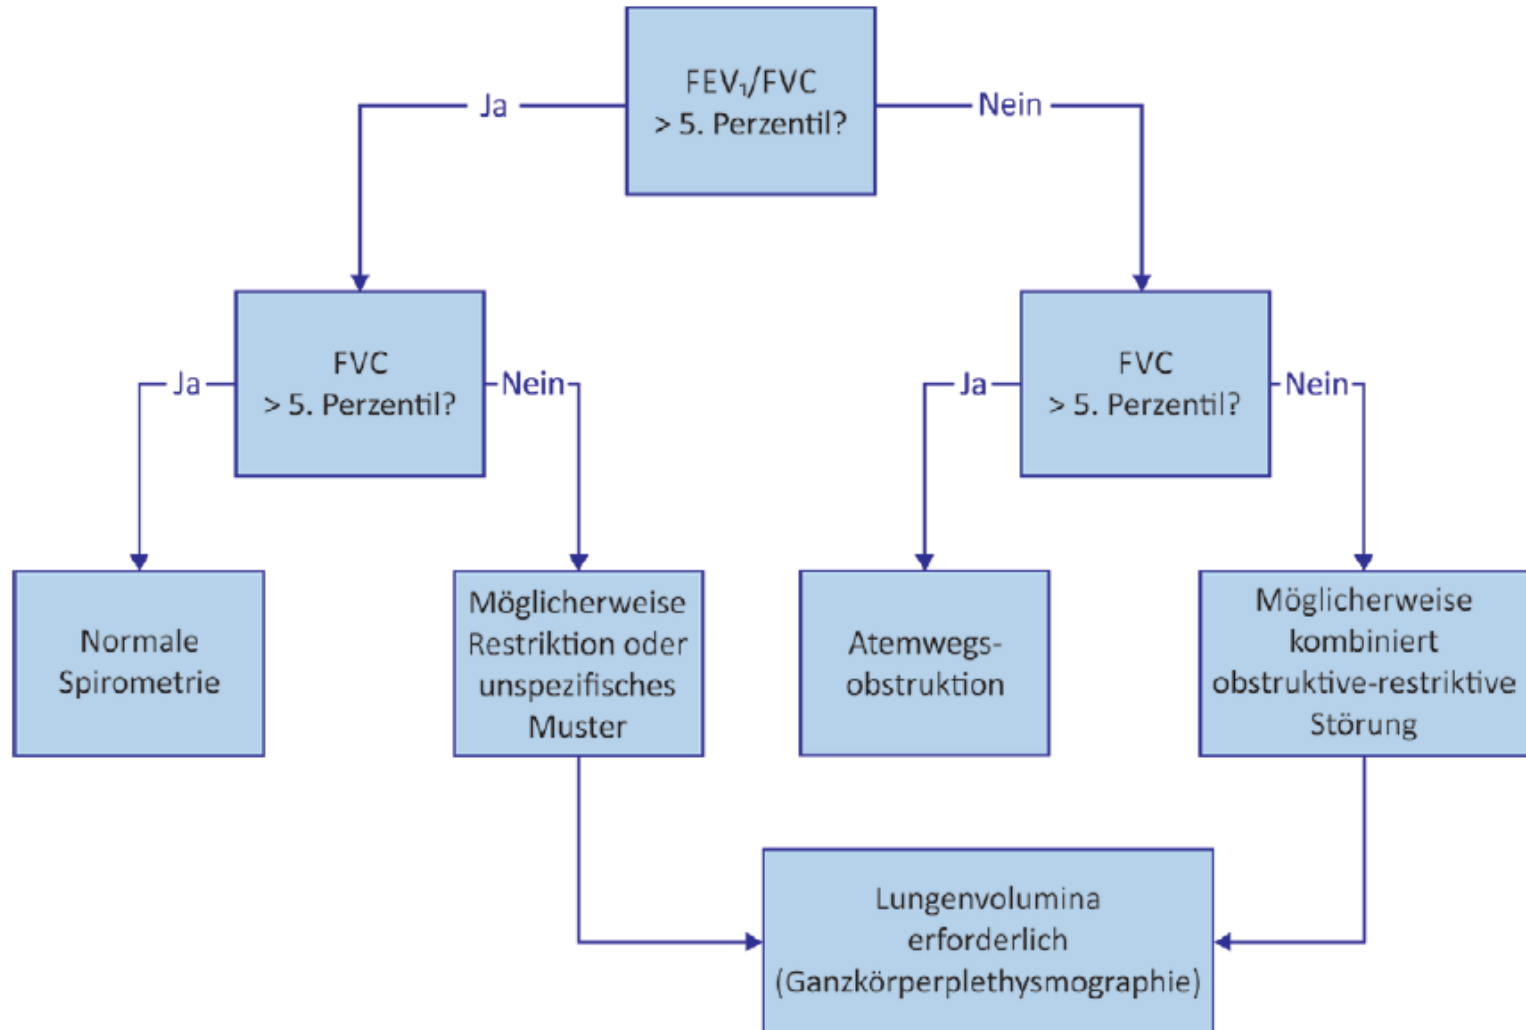 FEV₁/FVC
> 5. Perzentil?
Ja
Nein
FVC
> 5. Perzentil?
Ja
Nein
FVC
> 5. Perzentil?
Ja
Nein
Normale
Spirometrie
Möglicherweise
Restriktion oder
unspezifisches
Muster
Atemwegs-
obstruktion
Möglicherweise
kombiniert
obstruktive-restriktive
Störung
Lungenvolumina
erforderlich
(Ganzkörperplethysmographie)